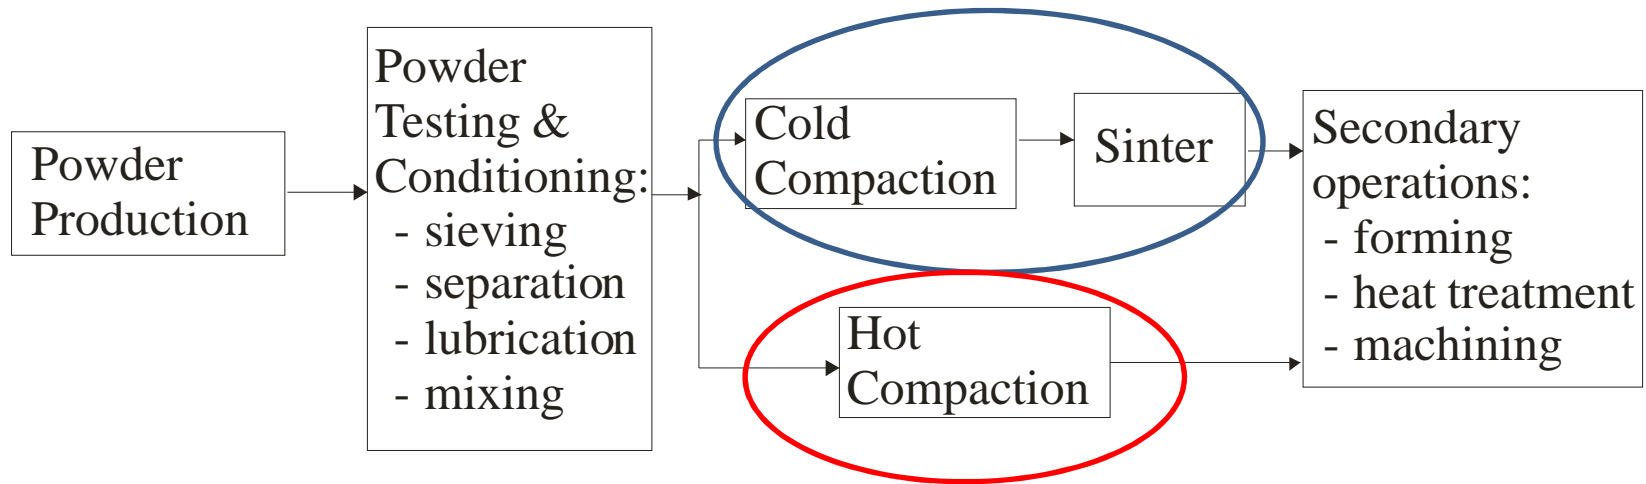 Powder
Production
Powder
Testing &
Conditioning:
- sieving
- separation
- lubrication
- mixing
Cold
Compaction
Sinter
Hot
Compaction
Secondary
operations:
- forming
- heat treatment
- machining